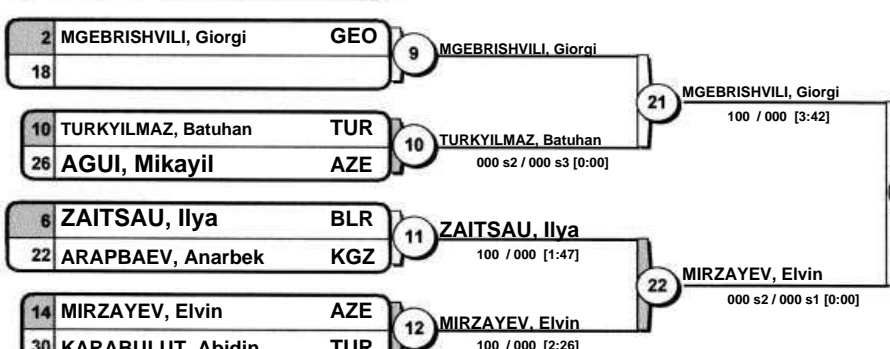 2 MGEBRISHVILI, Giorgi GEO
18
9
MGEBRISHVILI, Giorgi
10 TURKYILMAZ, Batuhan TUR
26 AGUI, Mikayil AZE
10
TURKYILMAZ, Batuhan
000 s2 / 000 s3 [0:00]
21
MGEBRISHVILI, Giorgi
100 / 000 [3:42]
6 ZAITSAU, Ilya BLR
22 ARAPBAEV, Anarbek KGZ
11
ZAITSAU, Ilya
100 / 000 [1:47]
14 MIRZAYEV, Elvin AZE
30 KARABULUT, Abidin TUR
12
MIRZAYEV, Elvin
100 / 000 [2:26]
22
MIRZAYEV, Elvin
000 s2 / 000 s1 [0:00]